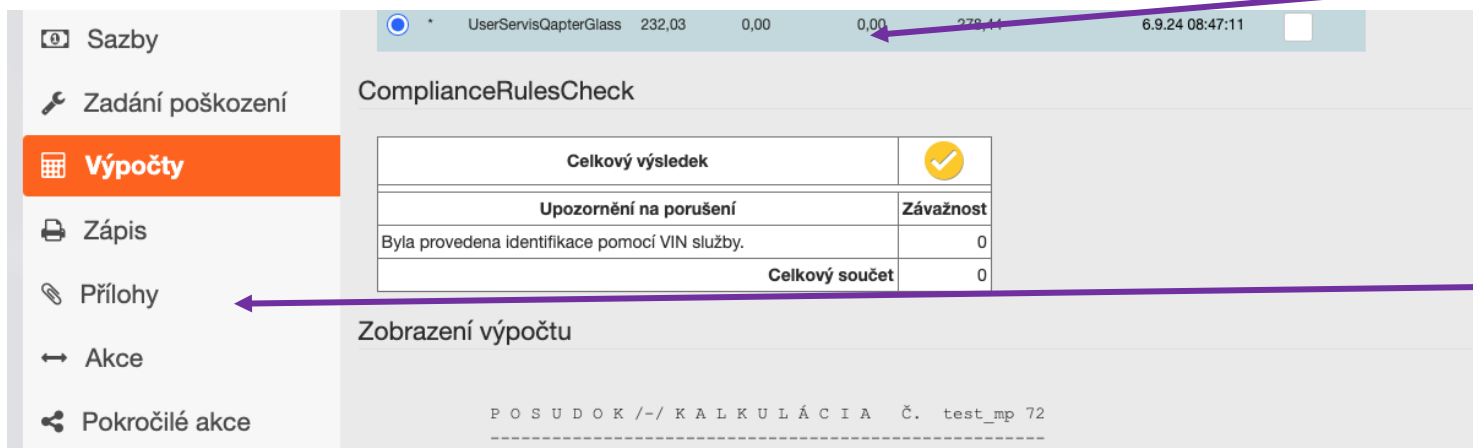 Sazby
Zadání poškození
Výpočty
Zápis
Přílohy
Akce
Pokročilé akce
* UserServisQapterGlass 232,03 0,00 0,00 278,44 6.9.24 08:47:11
ComplianceRulesCheck
Celkový výsledek
Upozornění na porušení Závažnost
Byla provedena identifikace pomocí VIN služby. 0
Celkový součet 0
Zobrazení výpočtu
P O S U D O K /-/ K A L K U L Á C I A Č. test_mp 72
-------------------------------------------------------